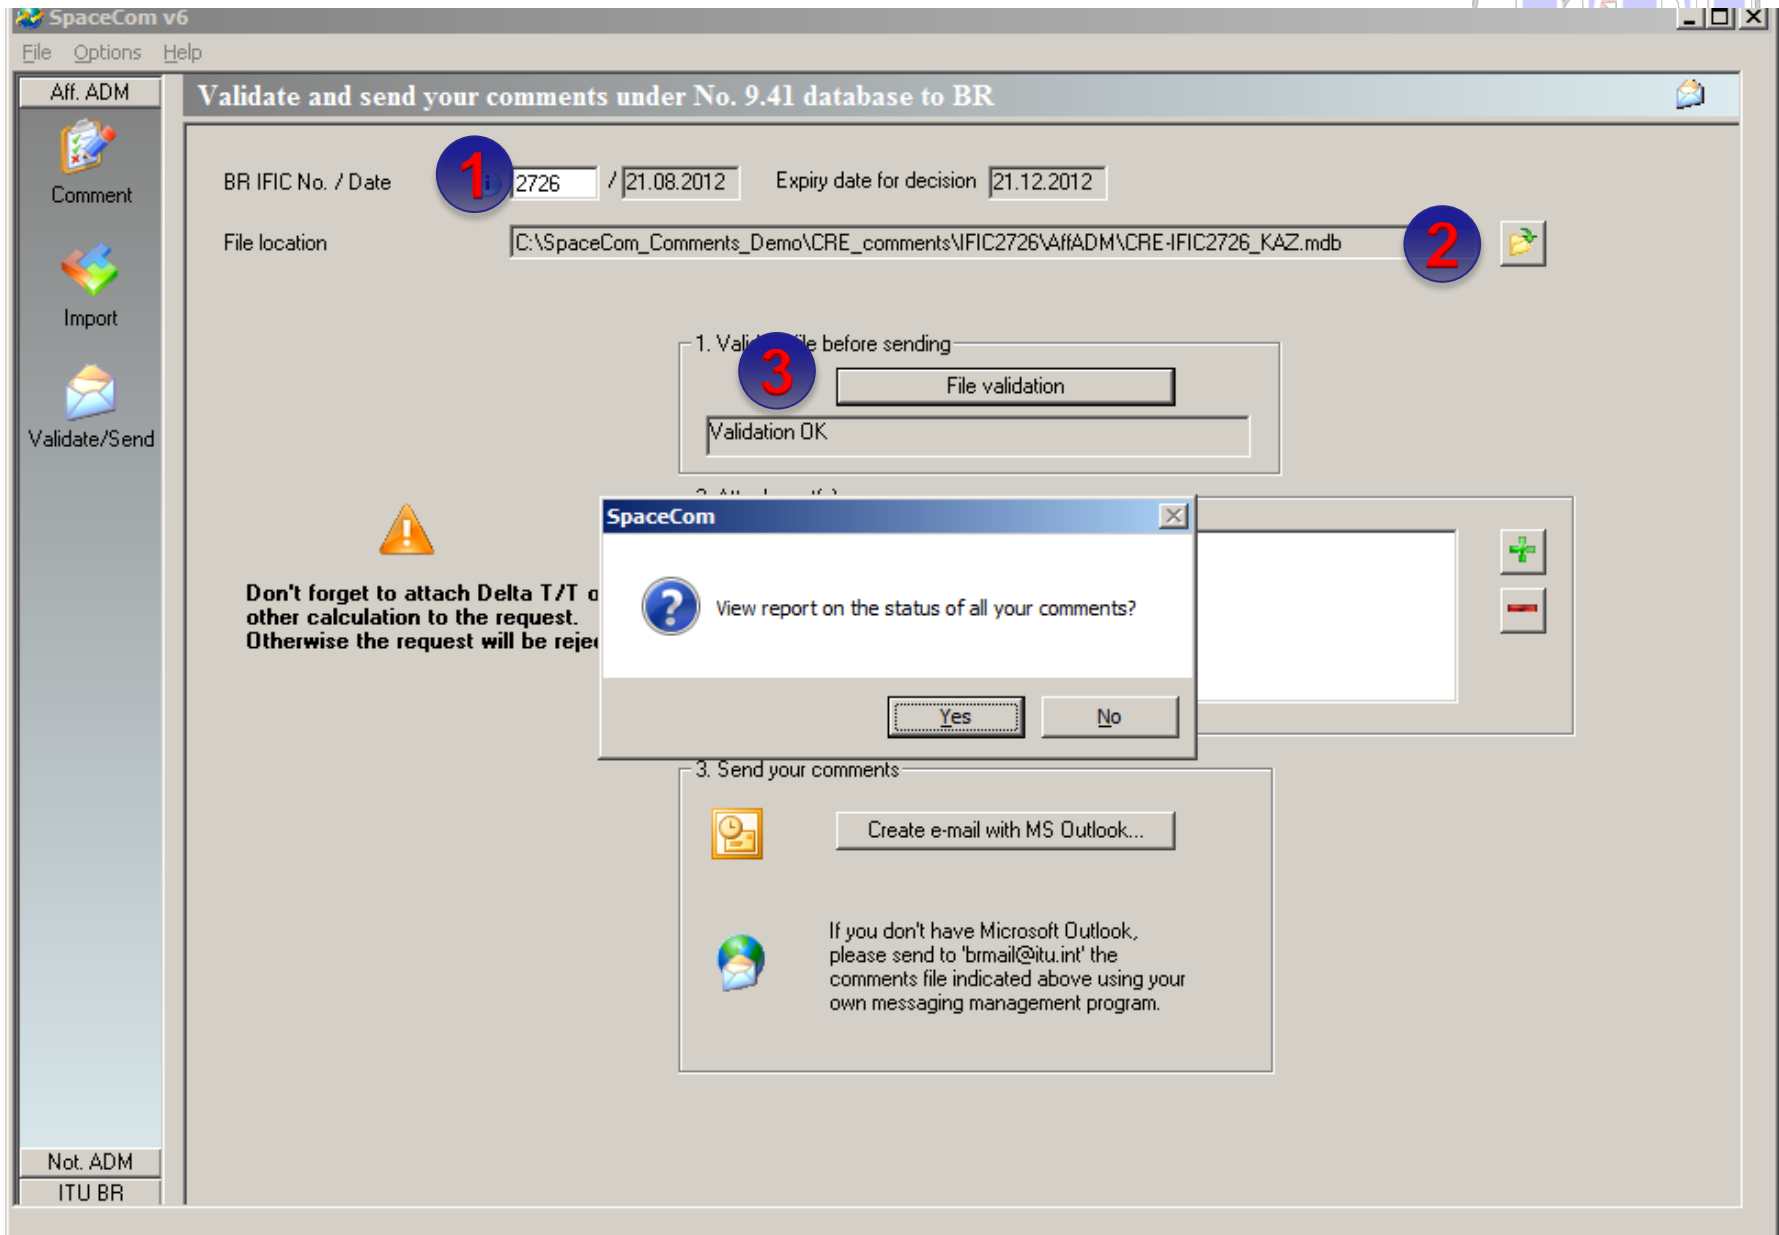 SpaceCom v6
File Options Help
Aff. ADM
Validate and send your comments under No. 9.41 database to BR
Comment
Import
Validate/Send
Not. ADM
ITU BR
1
BR IFIC No. / Date 2726 / 21.08.2012 Expiry date for decision 21.12.2012
File location C:\SpaceCom_Comments_Demo\CRE_comments\IFIC2726\AffADM\CRE-IFIC2726_KAZ.mdb
2
1. Vali file before sending
3
File validation
Validation OK
Don't forget to attach Delta T/T o
other calculation to the request.
Otherwise the request will be reje
SpaceCom
View report on the status of all your comments?
Yes No
3. Send your comments
Create e-mail with MS Outlook...
If you don't have Microsoft Outlook,
please send to 'brmail@itu.int' the
comments file indicated above using your
own messaging management program.